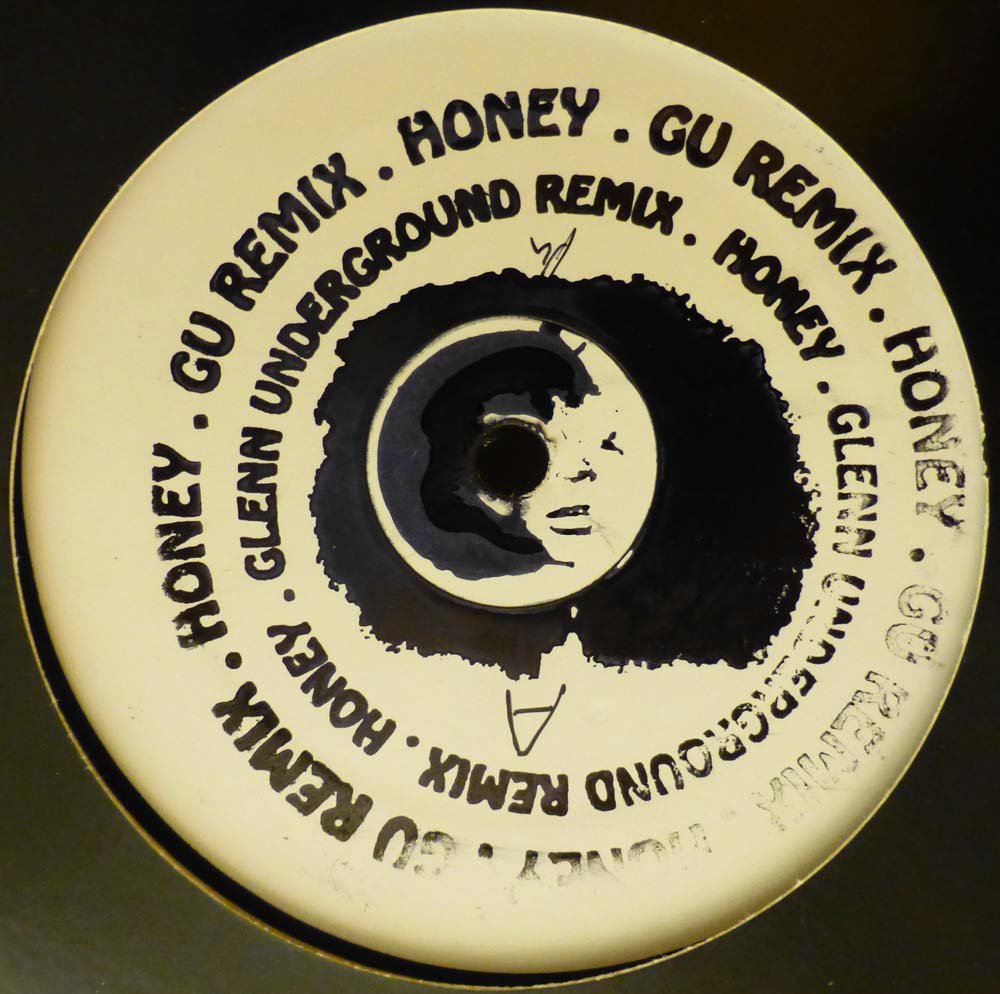 HONEY . GU REMIX . HONEY . GU REMIX . HONEY . GU REMIX . HONEY . GU REMIX .
GLENN UNDERGROUND REMIX . HONEY . GLENN UNDERGROUND REMIX . HONEY .
A